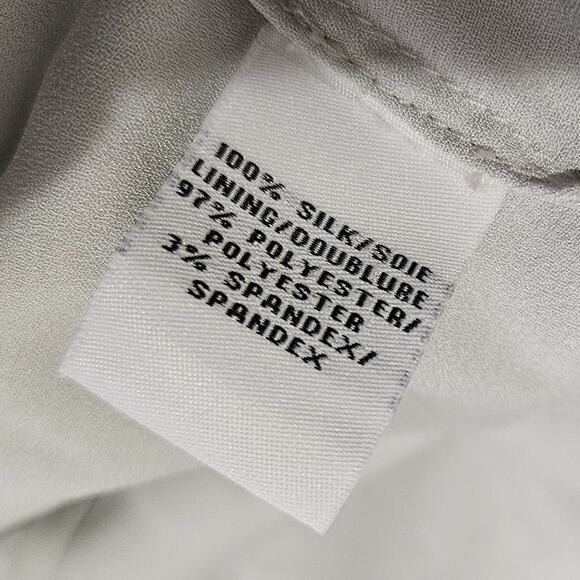 100% SILK/SOIE
LINING/DOUBLUBE
97% POLYESTER/
POLYESTER
3% SPANDEX/
SPANDEX